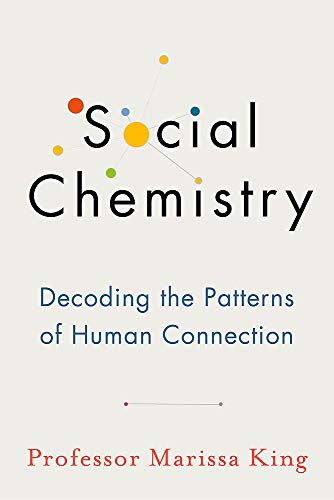 Social
Chemistry
Decoding the Patterns
of Human Connection
Professor Marissa King